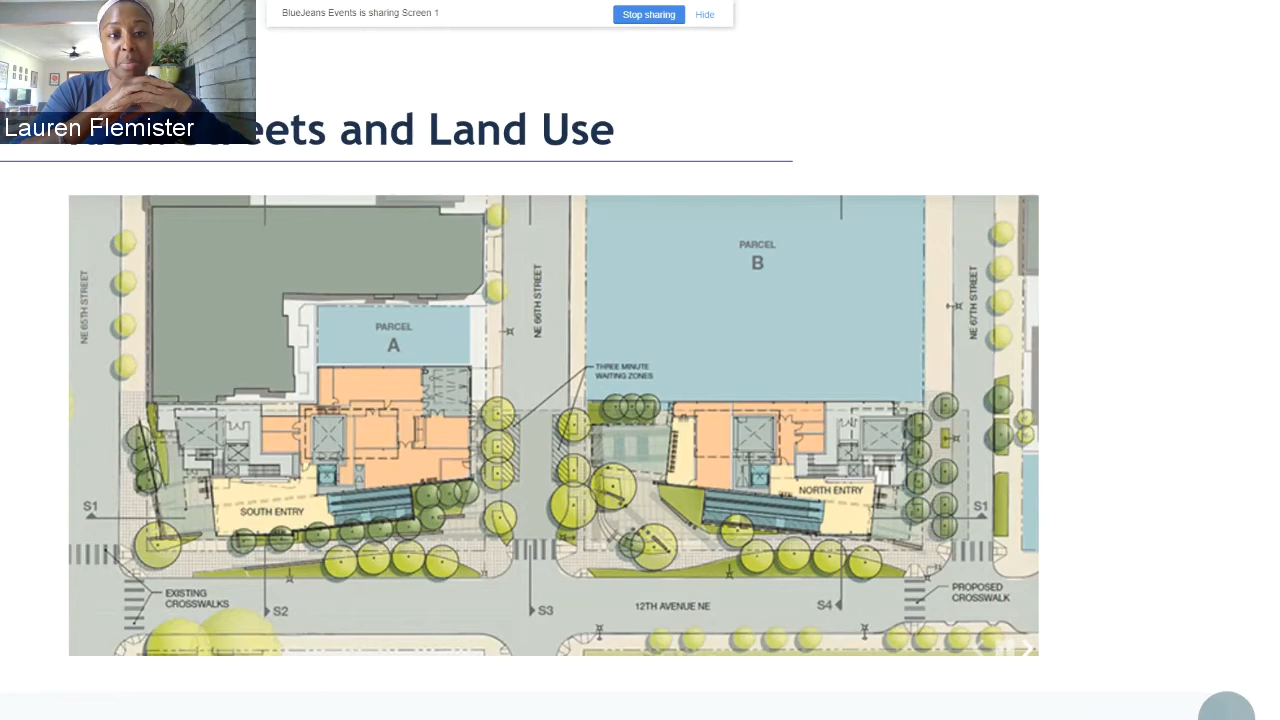 BlueJeans Events is sharing Screen 1
Stop sharing
Hide
Lauren Flemister
and Land Use
PARCEL
B
NE 65TH STREET
NE 66TH STREET
NE 67TH STREET
PARCEL
A
THREE MINUTE
WAITING ZONES
NORTH ENTRY
S1
SOUTH ENTRY
S1
EXISTING
CROSSWALKS
S2
S3
12TH AVENUE NE
S4
PROPOSED
CROSSWALK